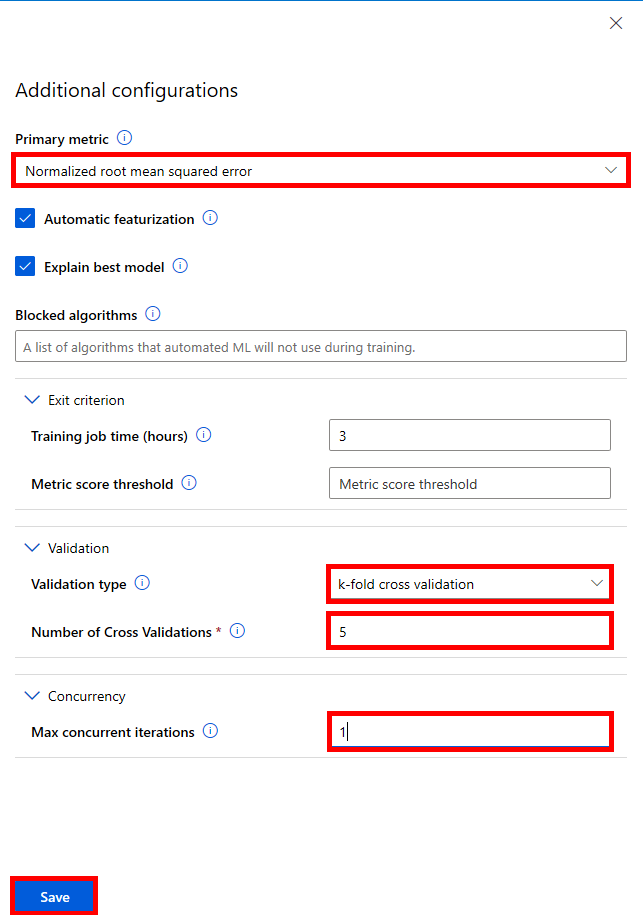 Additional configurations
Primary metric
Normalized root mean squared error
Automatic featurization
Explain best model
Blocked algorithms
A list of algorithms that automated ML will not use during training.
Exit criterion
Training job time (hours)
3
Metric score threshold
Metric score threshold
Validation
Validation type
k-fold cross validation
Number of Cross Validations *
5
Concurrency
Max concurrent iterations
1
Save